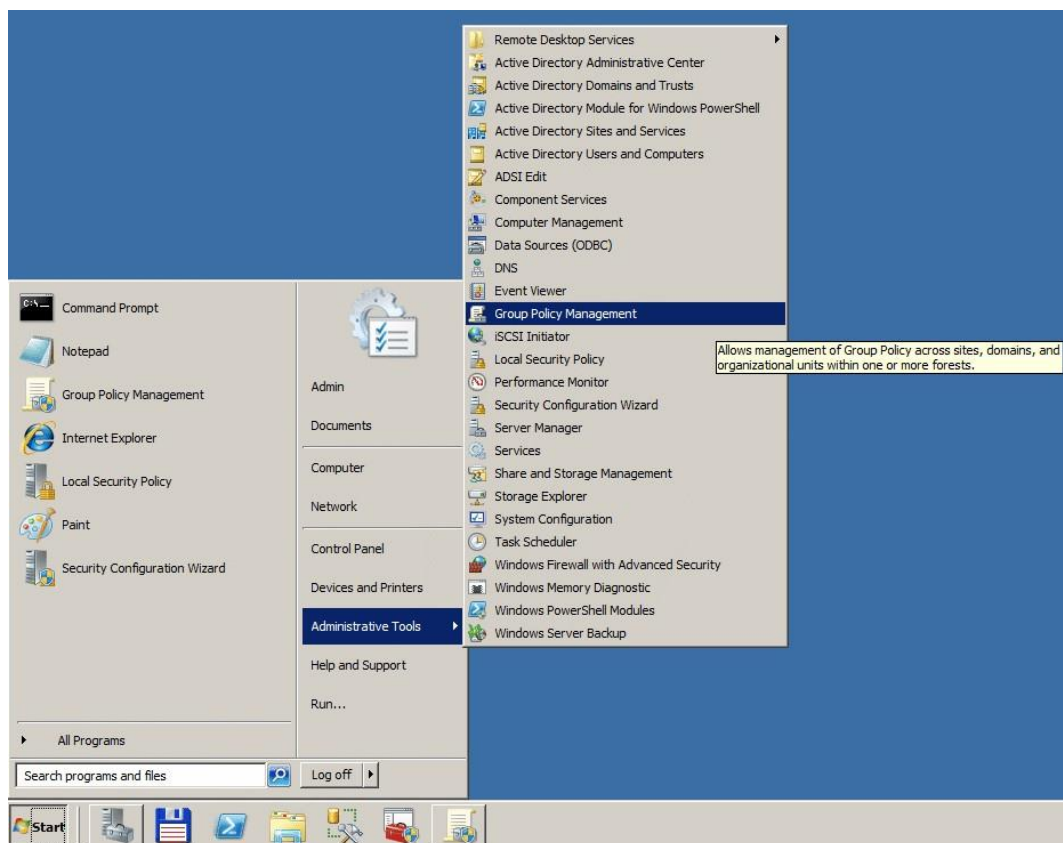 Remote Desktop Services
Active Directory Administrative Center
Active Directory Domains and Trusts
Active Directory Module for Windows PowerShell
Active Directory Sites and Services
Active Directory Users and Computers
ADSI Edit
Component Services
Computer Management
Data Sources (ODBC)
DNS
Event Viewer
Group Policy Management
iSCSI Initiator
Local Security Policy
Performance Monitor
Security Configuration Wizard
Server Manager
Services
Share and Storage Management
Storage Explorer
System Configuration
Task Scheduler
Windows Firewall with Advanced Security
Windows Memory Diagnostic
Windows PowerShell Modules
Windows Server Backup
Allows management of Group Policy across sites, domains, and
organizational units within one or more forests.
C:\
Command Prompt
Notepad
Group Policy Management
Internet Explorer
Local Security Policy
Paint
Security Configuration Wizard
All Programs
Search programs and files
Admin
Documents
Computer
Network
Control Panel
Devices and Printers
Administrative Tools
Help and Support
Run...
Log off
Start